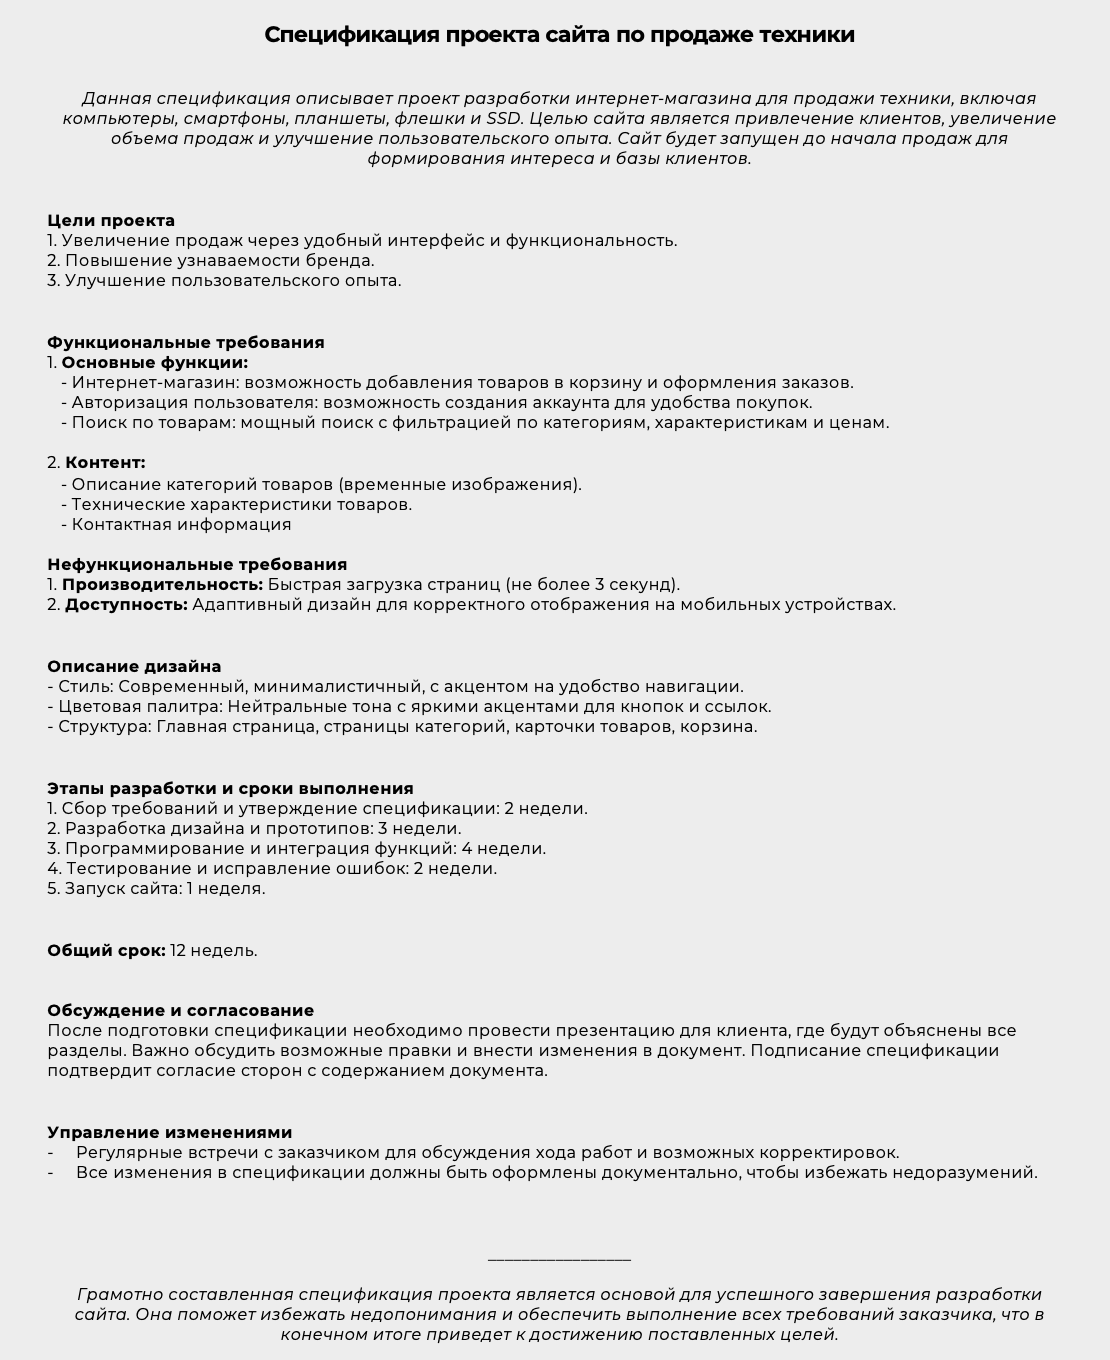 Спецификация проекта сайта по продаже техники
Данная спецификация описывает проект разработки интернет-магазина для продажи техники, включая
компьютеры, смартфоны, планшеты, флешки и SSD. Целью сайта является привлечение клиентов, увеличение
объема продаж и улучшение пользовательского опыта. Сайт будет запущен до начала продаж для
формирования интереса и базы клиентов.
Цели проекта
1. Увеличение продаж через удобный интерфейс и функциональность.
2. Повышение узнаваемости бренда.
3. Улучшение пользовательского опыта.
Функциональные требования
1. Основные функции:
- Интернет-магазин: возможность добавления товаров в корзину и оформления заказов.
- Авторизация пользователя: возможность создания аккаунта для удобства покупок.
- Поиск по товарам: мощный поиск с фильтрацией по категориям, характеристикам и ценам.
2. Контент:
- Описание категорий товаров (временные изображения).
- Технические характеристики товаров.
- Контактная информация
Нефункциональные требования
1. Производительность: Быстрая загрузка страниц (не более 3 секунд).
2. Доступность: Адаптивный дизайн для корректного отображения на мобильных устройствах.
Описание дизайна
- Стиль: Современный, минималистичный, с акцентом на удобство навигации.
- Цветовая палитра: Нейтральные тона с яркими акцентами для кнопок и ссылок.
- Структура: Главная страница, страницы категорий, карточки товаров, корзина.
Этапы разработки и сроки выполнения
1. Сбор требований и утверждение спецификации: 2 недели.
2. Разработка дизайна и прототипов: 3 недели.
3. Программирование и интеграция функций: 4 недели.
4. Тестирование и исправление ошибок: 2 недели.
5. Запуск сайта: 1 неделя.
Общий срок: 12 недель.
Обсуждение и согласование
После подготовки спецификации необходимо провести презентацию для клиента, где будут объяснены все
разделы. Важно обсудить возможные правки и внести изменения в документ. Подписание спецификации
подтвердит согласие сторон с содержанием документа.
Управление изменениями
- Регулярные встречи с заказчиком для обсуждения хода работ и возможных корректировок.
- Все изменения в спецификации должны быть оформлены документально, чтобы избежать недоразумений.
_________________
Грамотно составленная спецификация проекта является основой для успешного завершения разработки
сайта. Она поможет избежать недопонимания и обеспечить выполнение всех требований заказчика, что в
конечном итоге приведет к достижению поставленных целей.